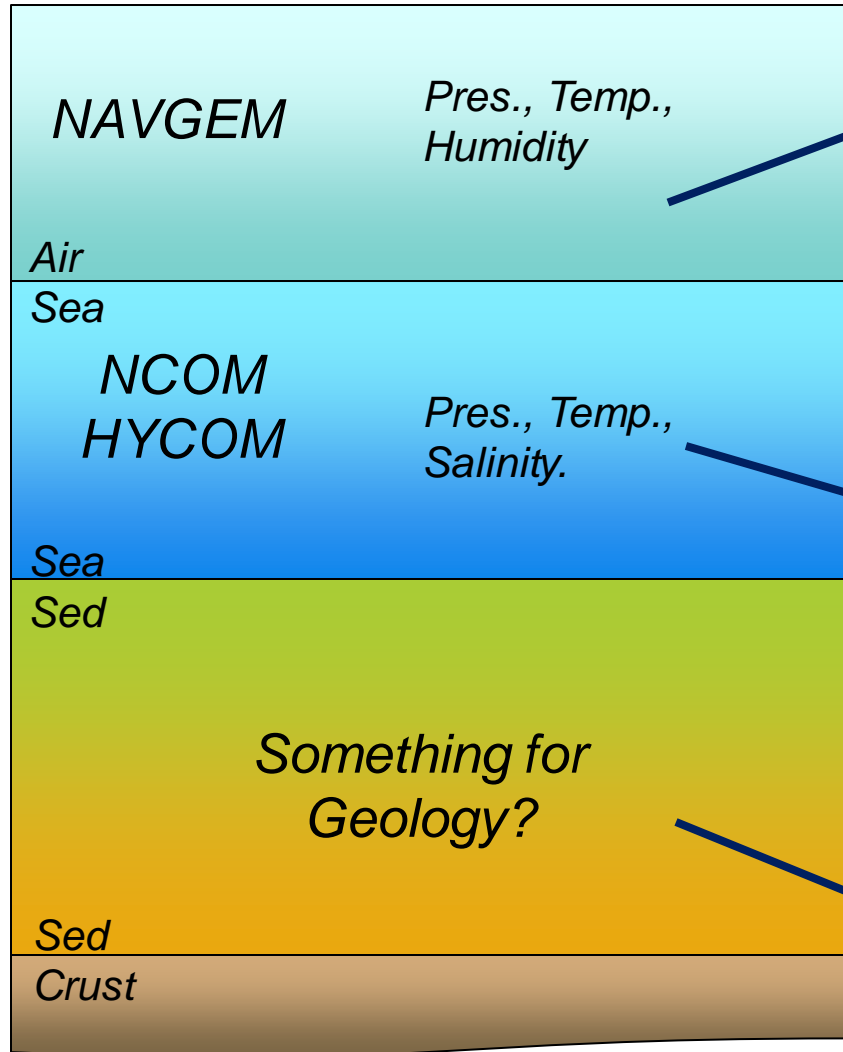 NAVGEM
Pres., Temp.,
Humidity
Air
Sea
NCOM
HYCOM
Pres., Temp.,
Salinity.
Sea
Sed
Something for
Geology?
Sed
Crust